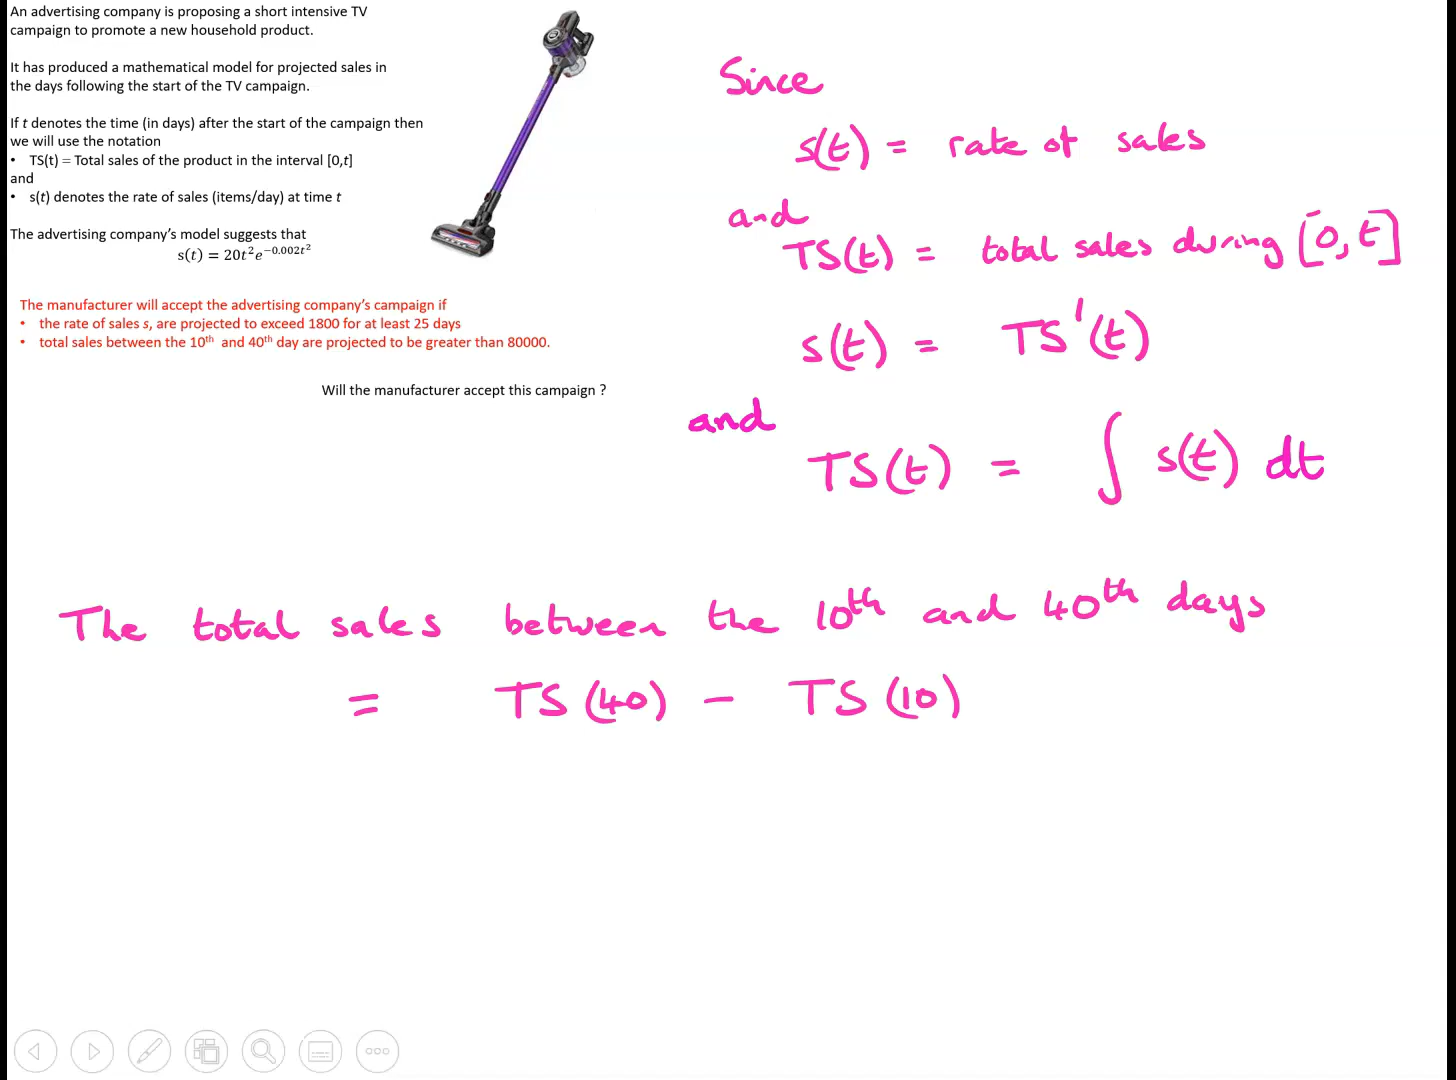 An advertising company is proposing a short intensive TV
campaign to promote a new household product.
It has produced a mathematical model for projected sales in
the days following the start of the TV campaign.
If t denotes the time (in days) after the start of the campaign then
we will use the notation
• TS(t) = Total sales of the product in the interval [0,t]
and
• s(t) denotes the rate of sales (items/day) at time t
The advertising company's model suggests that
s(t) = 20t²e^{−0.002t²}
The manufacturer will accept the advertising company's campaign if
• the rate of sales s, are projected to exceed 1800 for at least 25 days
• total sales between the 10th and 40th day are projected to be greater than 80000.
Will the manufacturer accept this campaign ?
Since
s(t) = rate of sales
and
TS(t) = total sales during [0,t]
s(t) = TS'(t)
and
TS(t) = ∫ s(t) dt
The total sales between the 10th and 40th days
= TS(40) − TS(10)